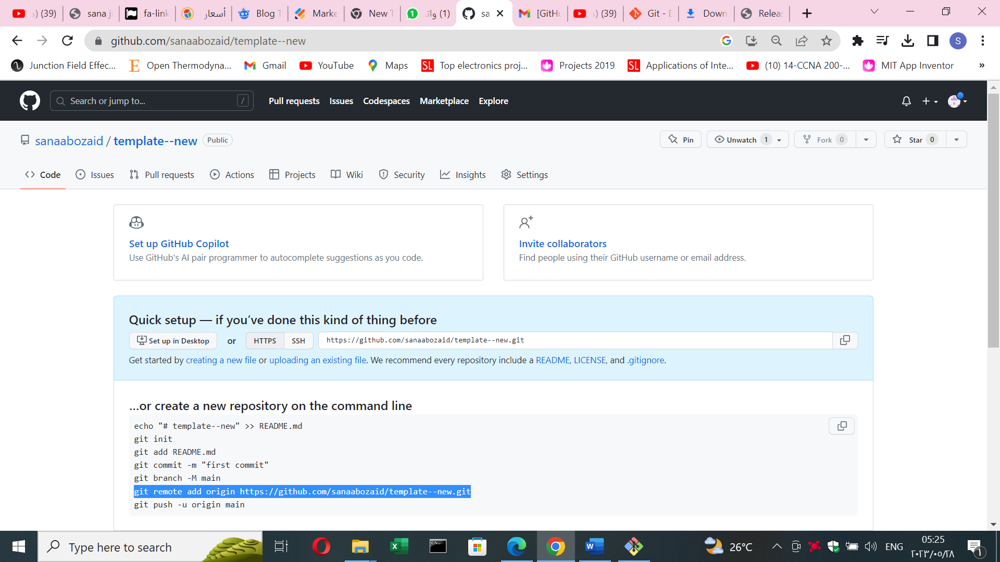 (39) (د
sana jv
fa-link
أسعار
Blog T
Marke
New T
(1) واتـ
sa
[GitHu
(39) (د
Git - D
Down
Releas
github.com/sanaabozaid/template--new
S
Junction Field Effec...
Open Thermodyna...
Gmail
YouTube
Maps
SL Top electronics proj...
Projects 2019
SL Applications of Inte...
(10) 14-CCNA 200-...
MIT App Inventor
»
Search or jump to...
/
Pull requests
Issues
Codespaces
Marketplace
Explore
sanaabozaid / template--new
Public
Pin
Unwatch 1
Fork 0
Star 0
Code
Issues
Pull requests
Actions
Projects
Wiki
Security
Insights
Settings
Set up GitHub Copilot
Use GitHub's AI pair programmer to autocomplete suggestions as you code.
Invite collaborators
Find people using their GitHub username or email address.
Quick setup — if you’ve done this kind of thing before
Set up in Desktop or HTTPS SSH https://github.com/sanaabozaid/template--new.git
Get started by creating a new file or uploading an existing file. We recommend every repository include a README, LICENSE, and .gitignore.
…or create a new repository on the command line
echo "# template--new" >> README.md
git init
git add README.md
git commit -m "first commit"
git branch -M main
git remote add origin https://github.com/sanaabozaid/template--new.git
git push -u origin main
Type here to search
26°C
ENG
05:25
٢٠٢٣/٠٥/٢٨
1